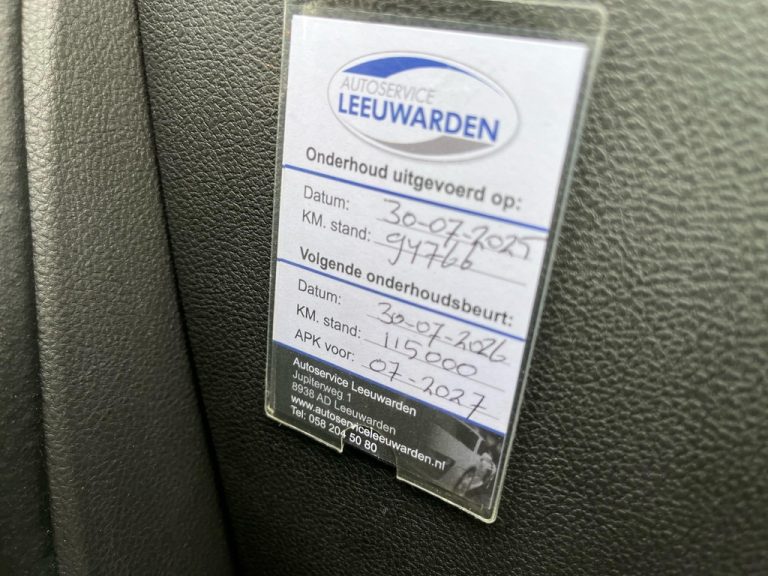 AUTOSERVICE
LEEUWARDEN
Onderhoud uitgevoerd op:
Datum: 30-07-2025
KM. stand: 94766
Volgende onderhoudsbeurt:
Datum: 30-07-2026
KM. stand: 115000
APK voor: 07-2027
Autoservice Leeuwarden
Jupiterweg 1
8938 AD Leeuwarden
www.autoserviceleeuwarden.nl
Tel: 058 204 50 80